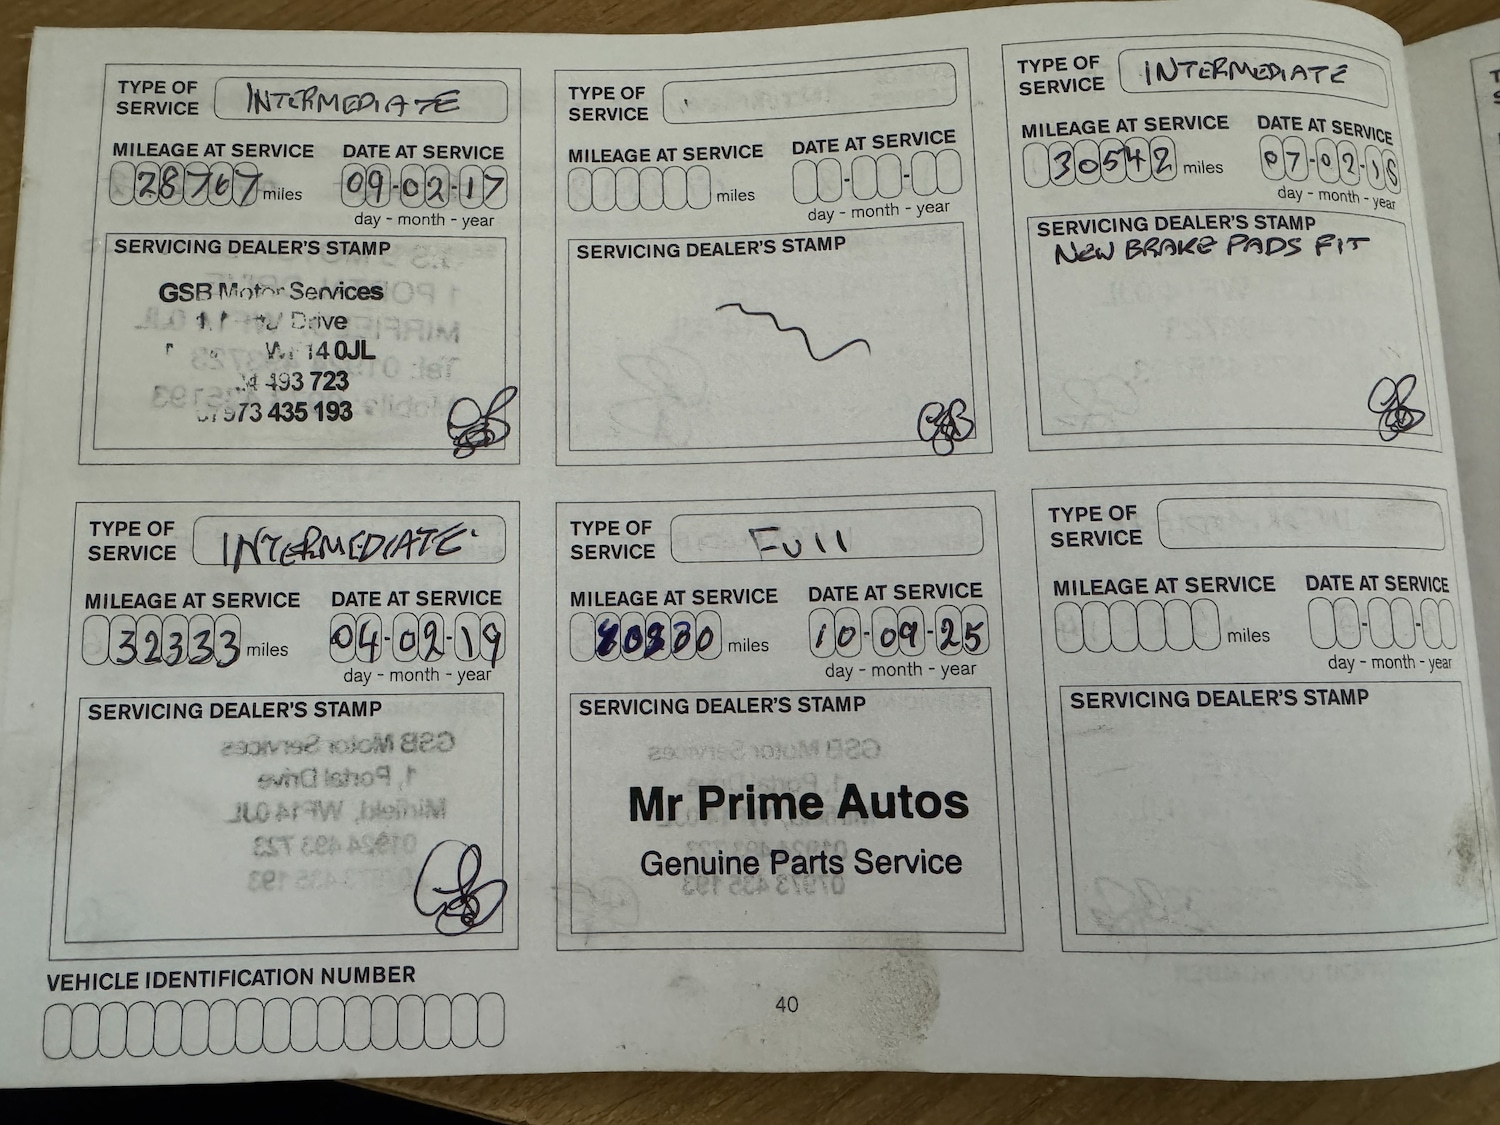 TYPE OF
SERVICE
INTERMEDIATE
MILEAGE AT SERVICE
DATE AT SERVICE
28767 miles
09-02-17
day - month - year
SERVICING DEALER'S STAMP
GSB Motor Services
Drive
WF14 0JL
493 723
07973 435 193
TYPE OF
SERVICE
MILEAGE AT SERVICE
DATE AT SERVICE
miles
day - month - year
SERVICING DEALER'S STAMP
TYPE OF
SERVICE
INTERMEDIATE
MILEAGE AT SERVICE
DATE AT SERVICE
30542 miles
07-02-18
day - month - year
SERVICING DEALER'S STAMP
NEW BRAKE PADS FIT
TYPE OF
SERVICE
INTERMEDIATE
MILEAGE AT SERVICE
DATE AT SERVICE
32333 miles
04-02-19
day - month - year
SERVICING DEALER'S STAMP
TYPE OF
SERVICE
Full
MILEAGE AT SERVICE
DATE AT SERVICE
miles
10-09-25
day - month - year
SERVICING DEALER'S STAMP
Mr Prime Autos
Genuine Parts Service
TYPE OF
SERVICE
MILEAGE AT SERVICE
DATE AT SERVICE
miles
day - month - year
SERVICING DEALER'S STAMP
VEHICLE IDENTIFICATION NUMBER
40